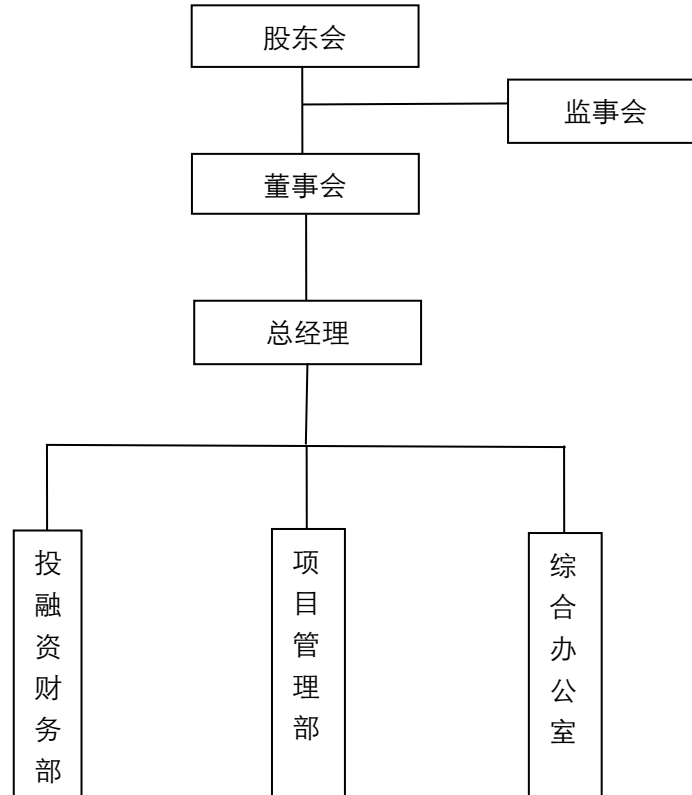 股东会
监事会
董事会
总经理
投融资财务部
项目管理部
综合办公室